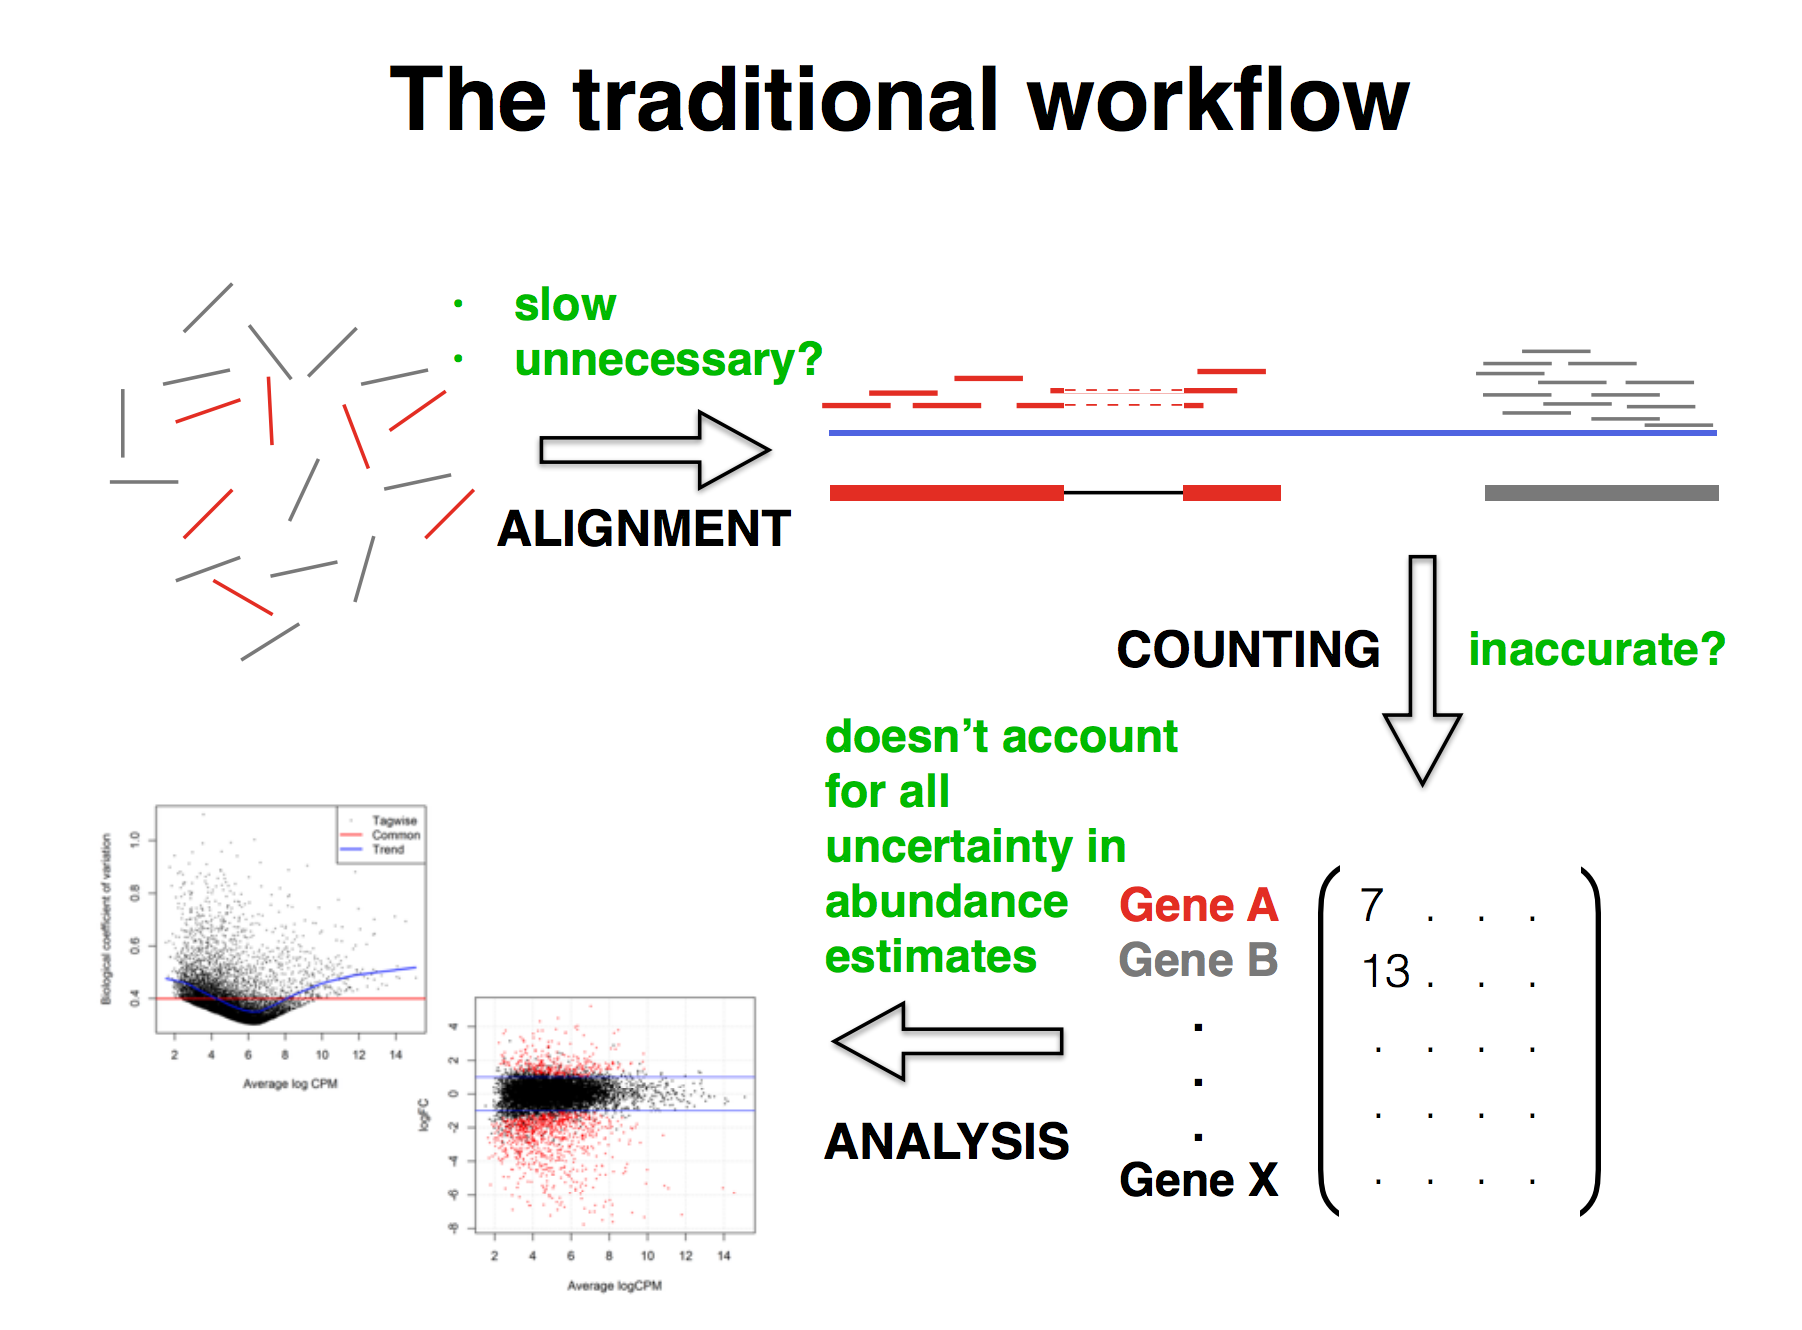 The traditional workflow
· slow
· unnecessary?
ALIGNMENT
COUNTING
inaccurate?
doesn’t account
for all
uncertainty in
abundance
estimates
Gene A
Gene B
.
.
.
Gene X
7 . . .
13 . . .
. . . .
. . . .
. . . .
ANALYSIS
Biological coefficient of variation
1.0
0.8
0.6
0.4
Tagwise
Common
Trend
2 4 6 8 10 12 14
Average log CPM
logFC
4
2
0
-2
-4
-6
-8
2 4 6 8 10 12 14
Average logCPM